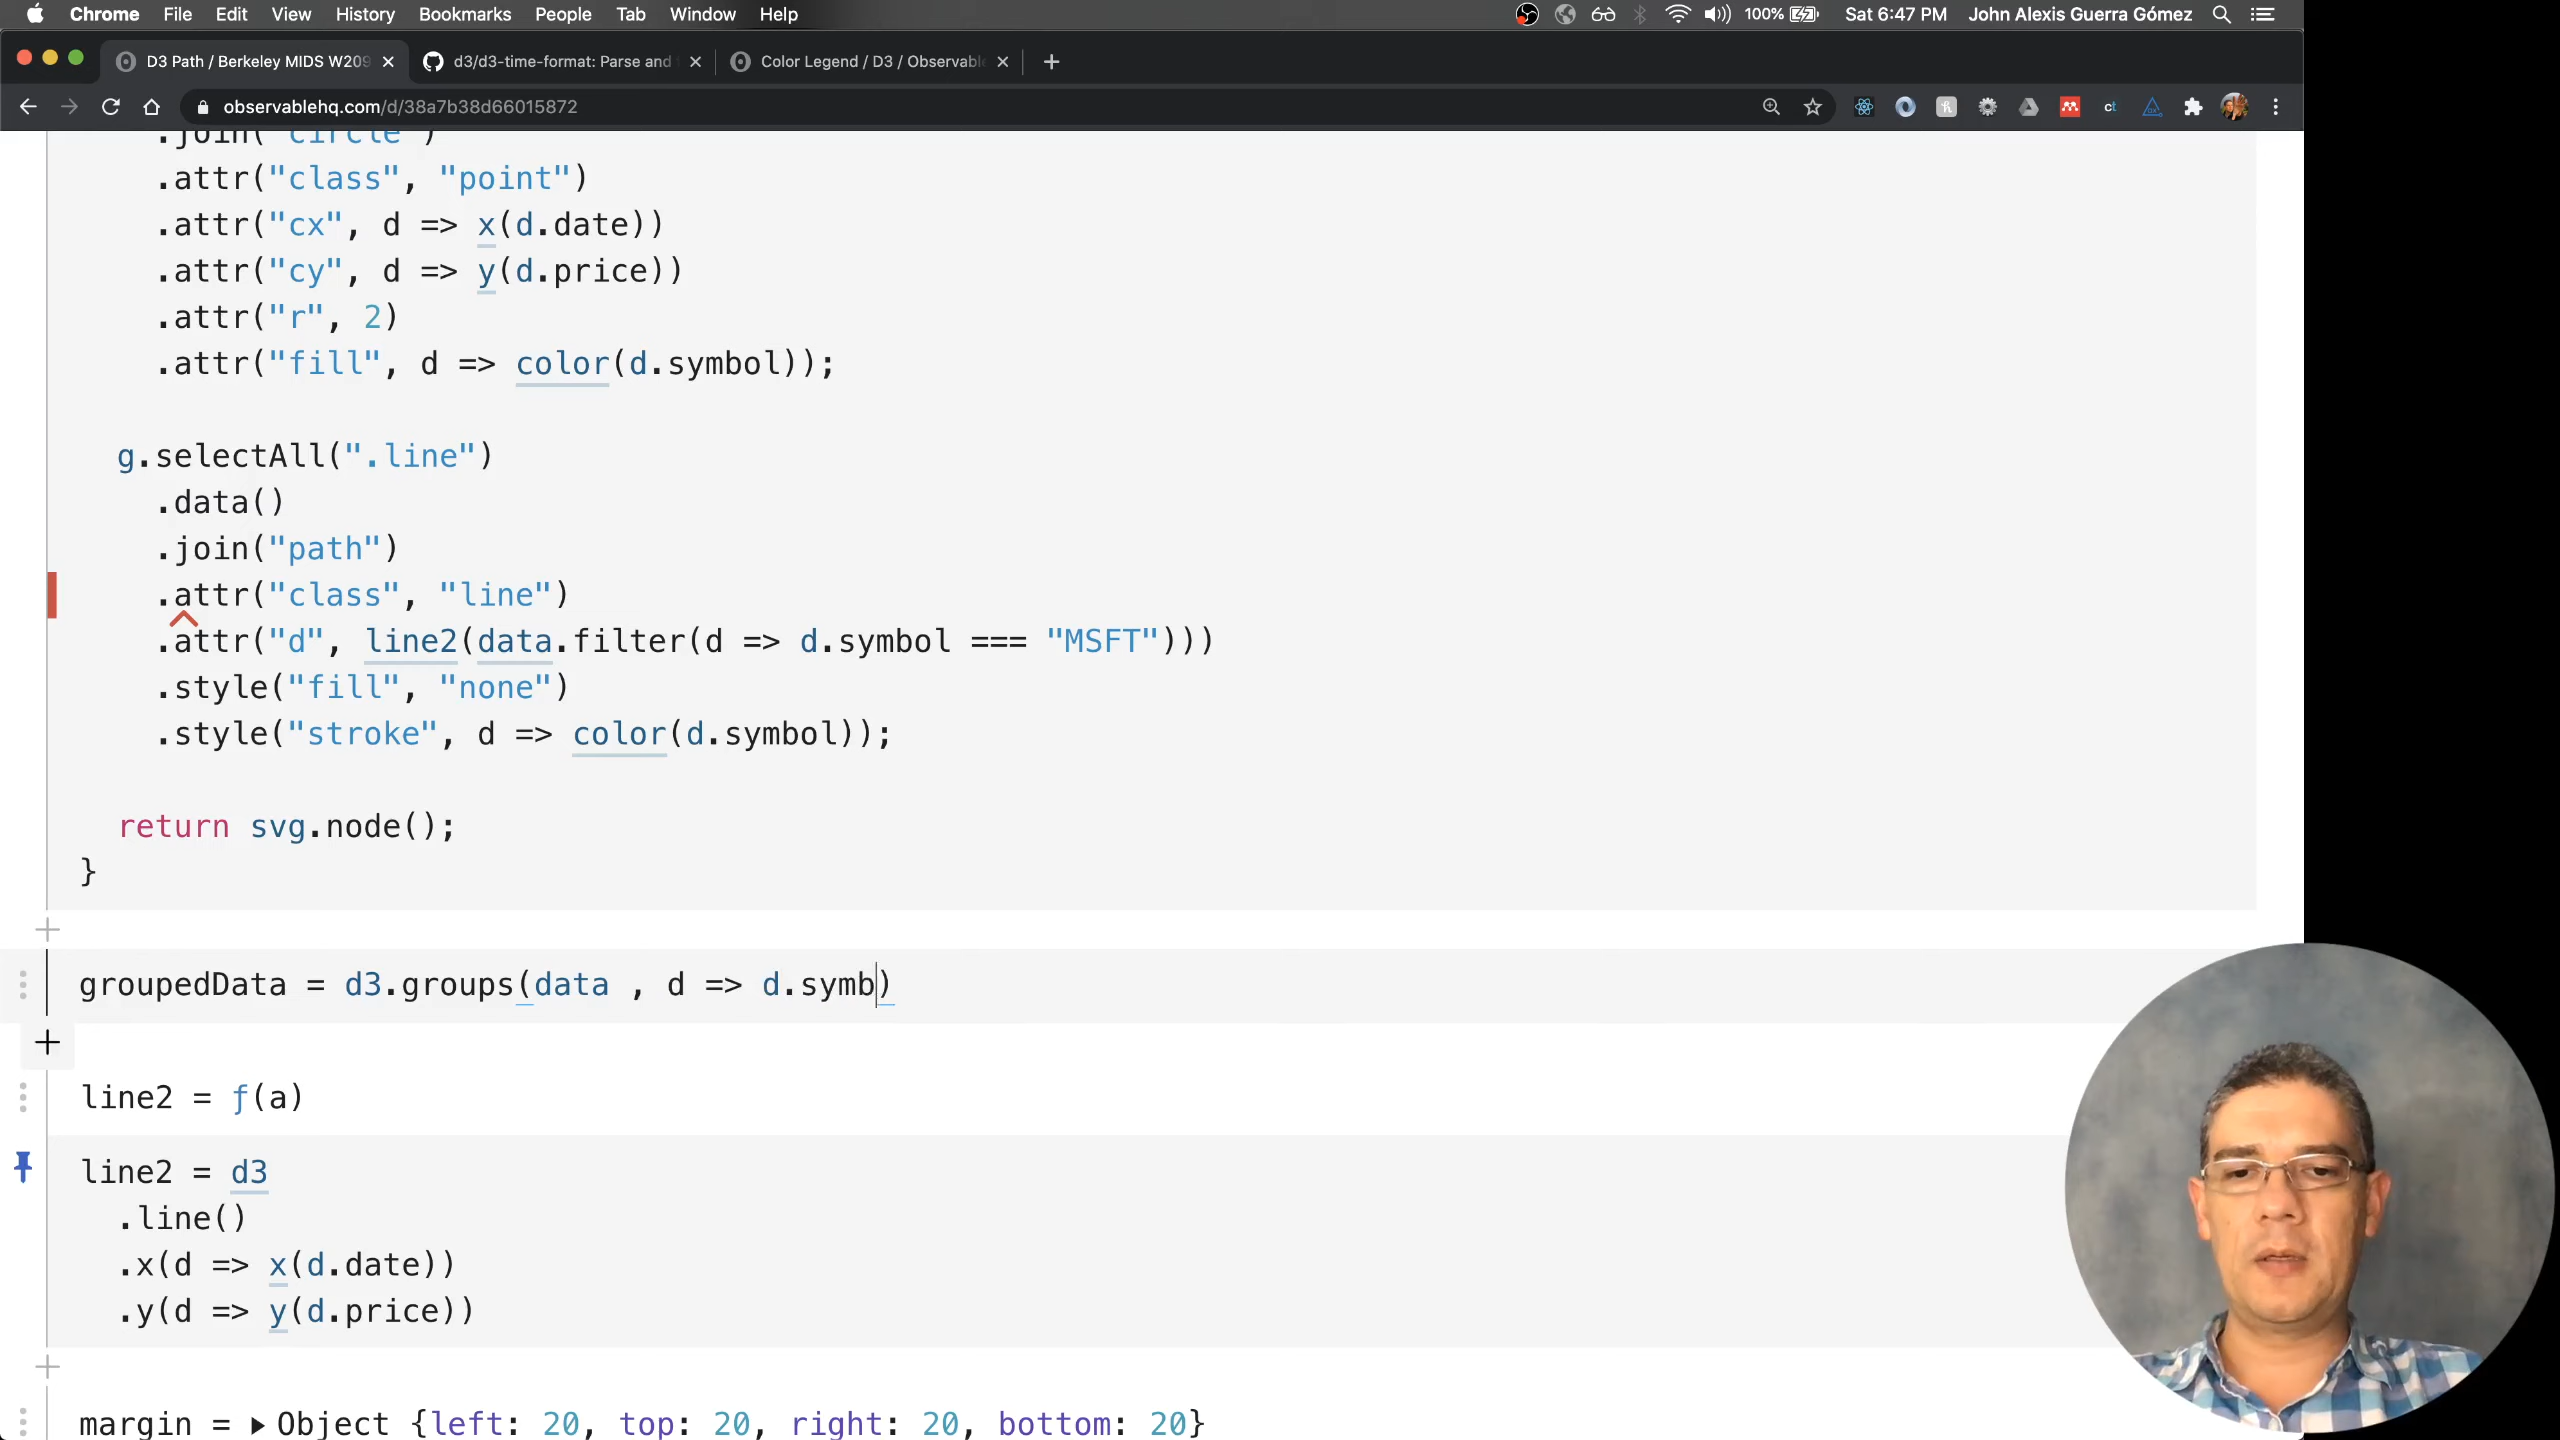 Chrome File Edit View History Bookmarks People Tab Window Help 100% Sat 6:47 PM John Alexis Guerra Gómez
D3 Path / Berkeley MIDS W209 d3/d3-time-format: Parse and Color Legend / D3 / Observabl
observablehq.com/d/38a7b38d66015872
.join("circle")
.attr("class", "point")
.attr("cx", d => x(d.date))
.attr("cy", d => y(d.price))
.attr("r", 2)
.attr("fill", d => color(d.symbol));
g.selectAll(".line")
.data()
.join("path")
.attr("class", "line")
.attr("d", line2(data.filter(d => d.symbol === "MSFT")))
.style("fill", "none")
.style("stroke", d => color(d.symbol));
return svg.node();
}
groupedData = d3.groups(data , d => d.symb)
line2 = ƒ(a)
line2 = d3
.line()
.x(d => x(d.date))
.y(d => y(d.price))
margin = ▸ Object {left: 20, top: 20, right: 20, bottom: 20}